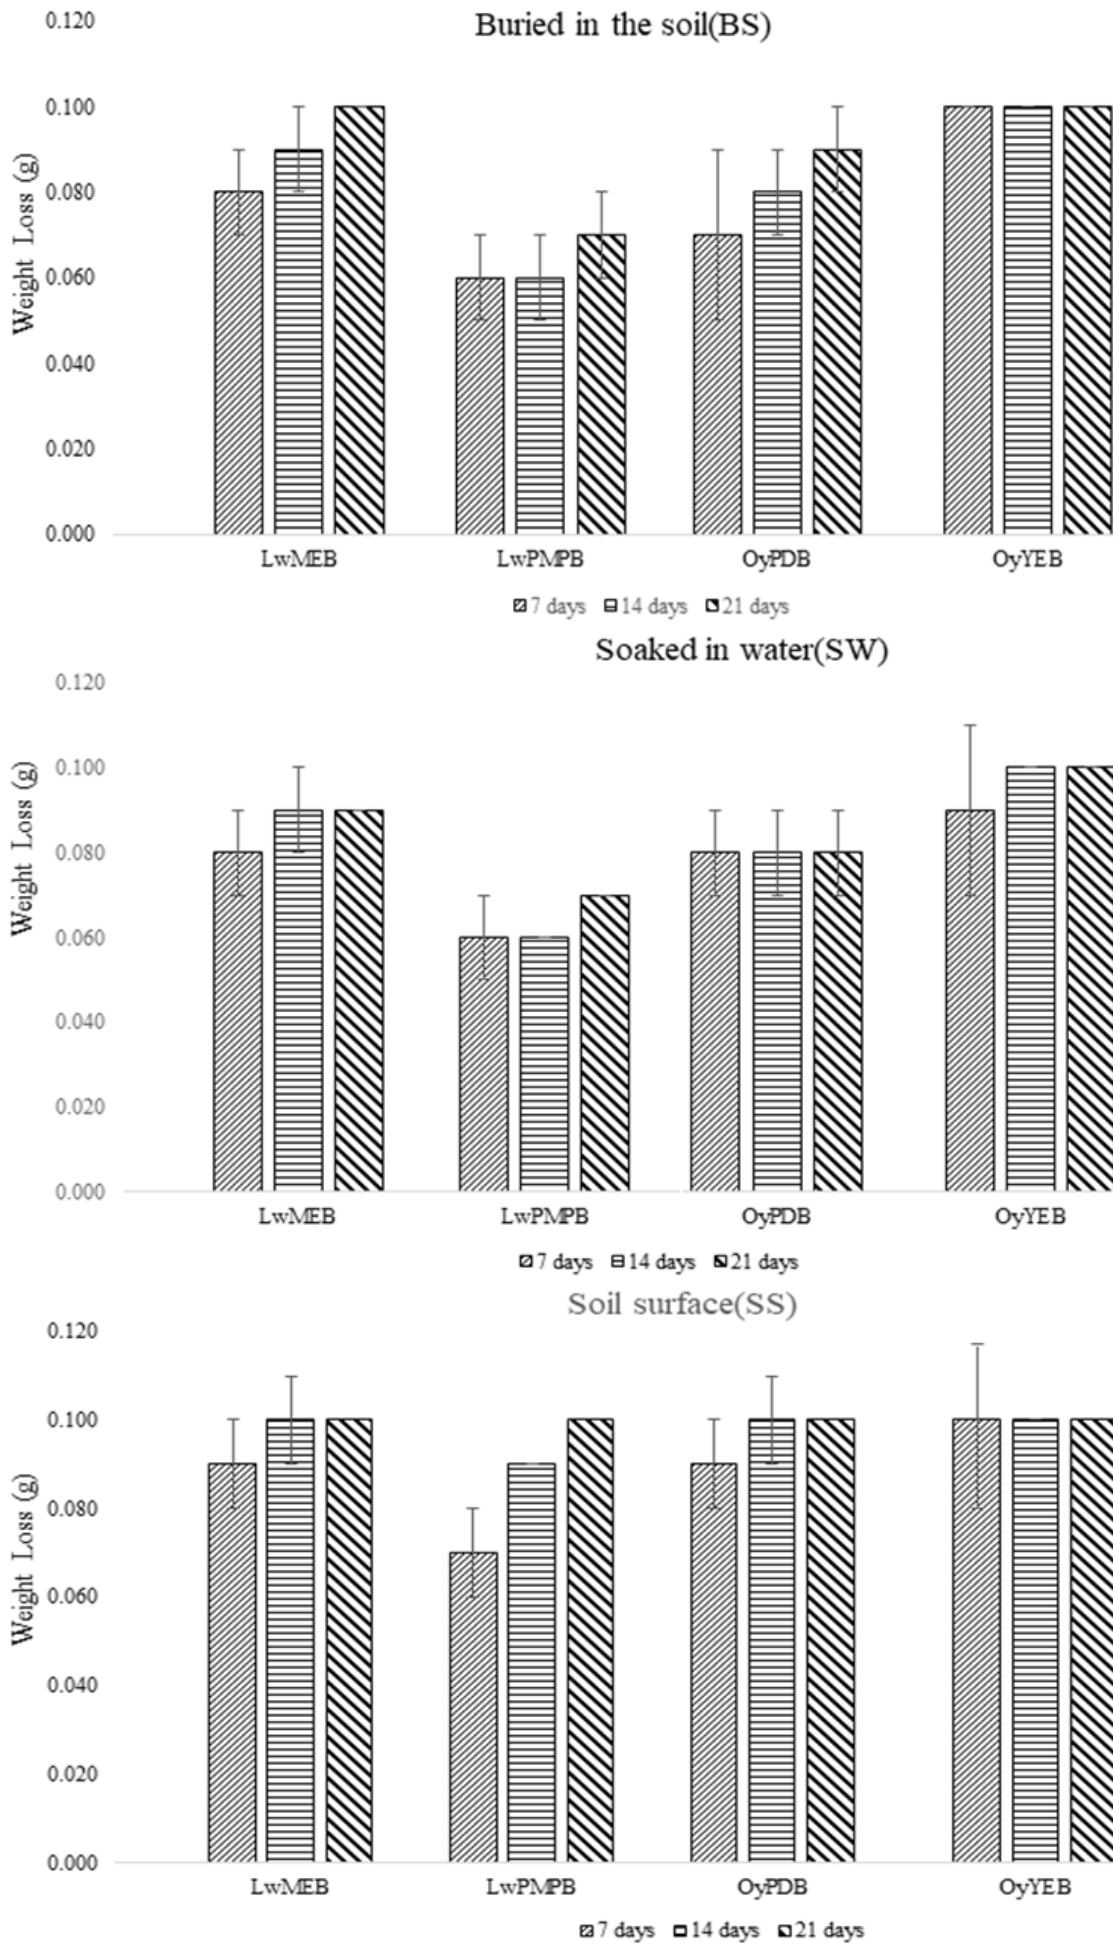 Buried in the soil(BS)
0.120
0.100
0.080
0.060
0.040
0.020
0.000
Weight Loss (g)
LwMEB LwPMPB OyPDB OyYEB
7 days 14 days 21 days
Soaked in water(SW)
0.120
0.100
0.080
0.060
0.040
0.020
0.000
Weight Loss (g)
LwMEB LwPMPB OyPDB OyYEB
7 days 14 days 21 days
Soil surface(SS)
0.120
0.100
0.080
0.060
0.040
0.020
0.000
Weight Loss (g)
LwMEB LwPMPB OyPDB OyYEB
7 days 14 days 21 days